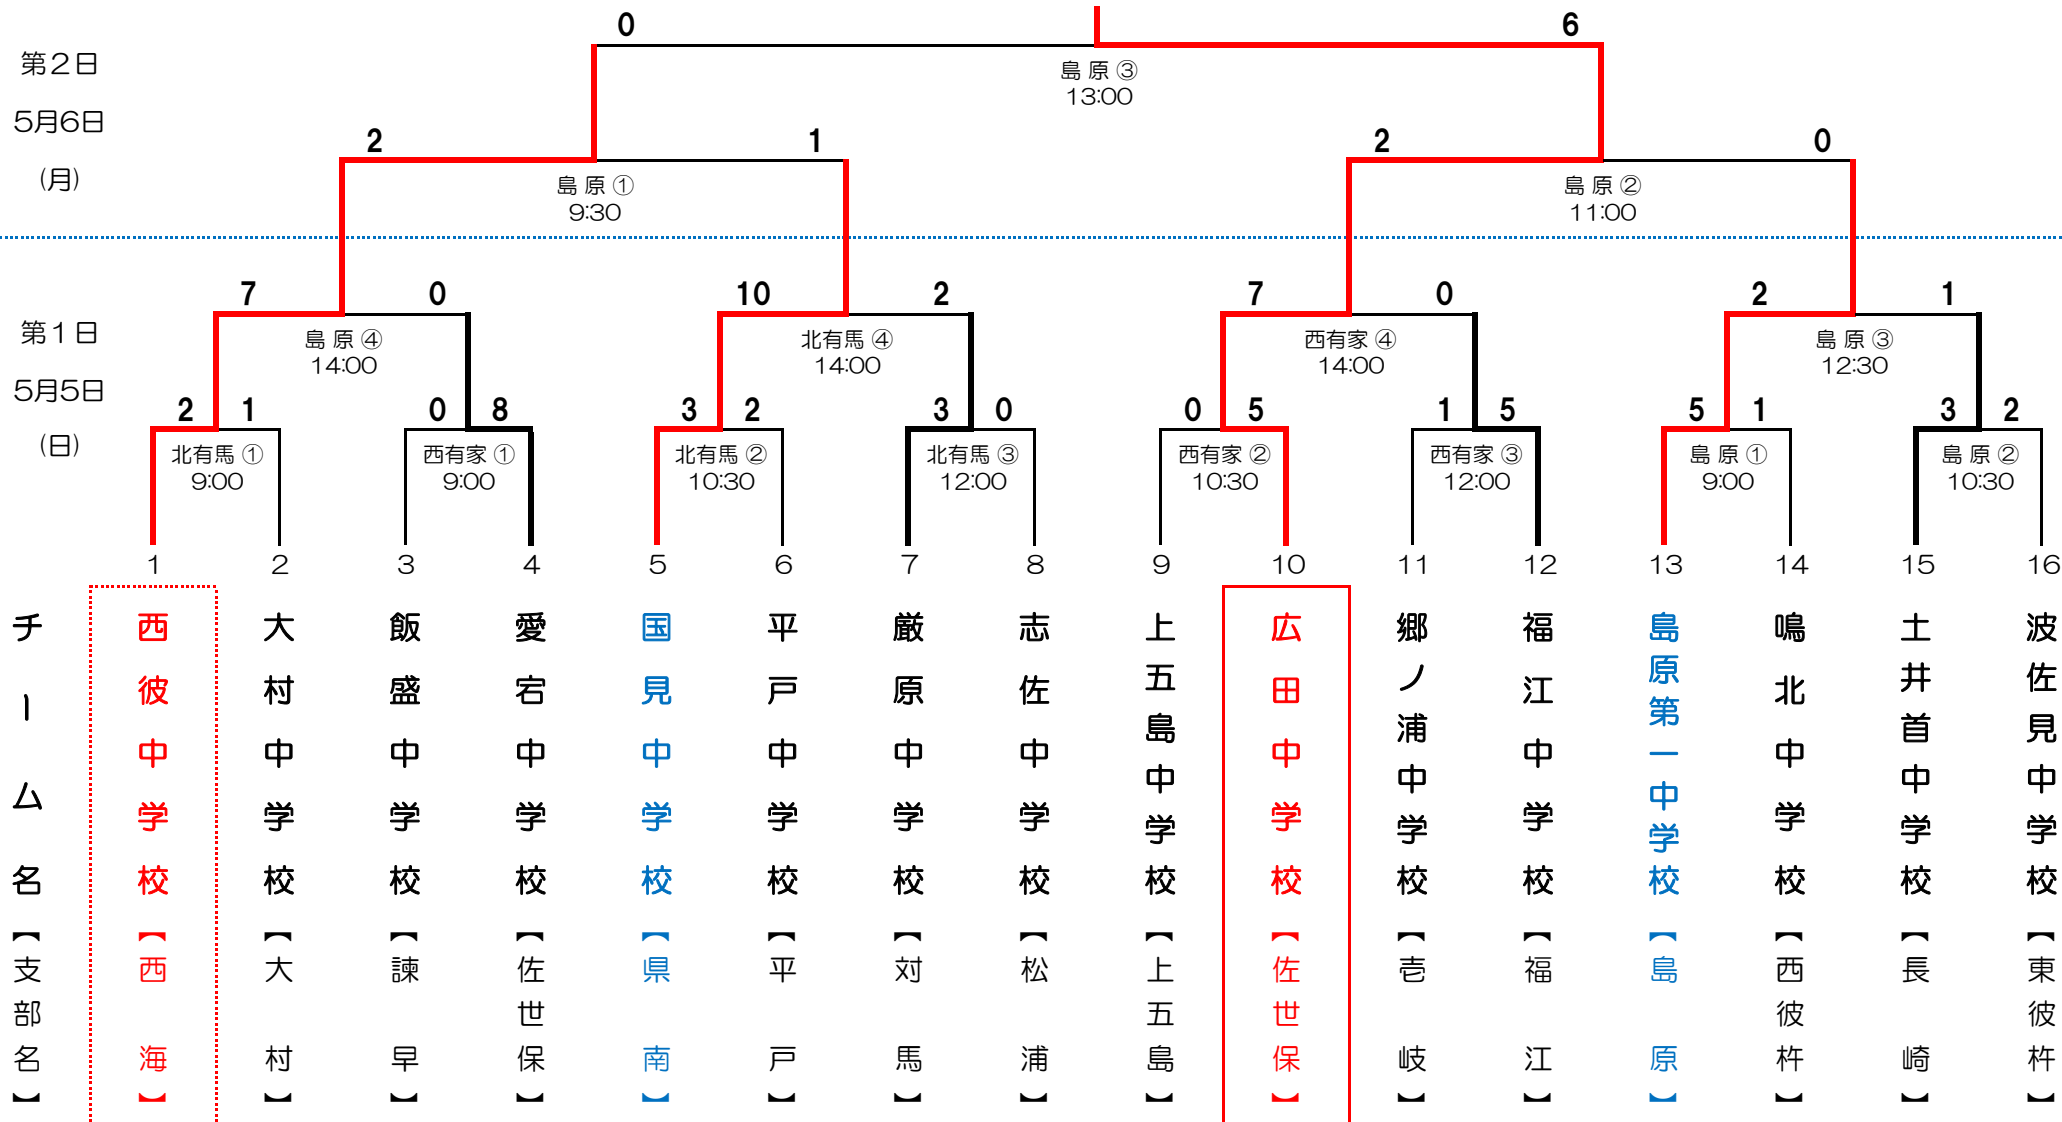 0 6
第2日
島 原 ③
13:00
5月6日
2 1 2 0
(月)
島 原 ① 島 原 ②
9:30 11:00
7 0 10 2 7 0 2 1
第1日
島 原 ④ 北有馬 ④ 西有家 ④ 島 原 ③
14:00 14:00 14:00 12:30
5月5日
2 1 0 8 3 2 3 0 0 5 1 5 5 1 3 2
(日)
北有馬 ① 西有家 ① 北有馬 ② 北有馬 ③ 西有家 ② 西有家 ③ 島 原 ① 島 原 ②
9:00 9:00 10:30 12:00 10:30 12:00 9:00 10:30
1 2 3 4 5 6 7 8 9 10 11 12 13 14 15 16
チーム名【支部名】
西彼中学校【西海】
大村中学校【大村】
飯盛中学校【諫早】
愛宕中学校【佐世保】
国見中学校【県南】
平戸中学校【平戸】
厳原中学校【対馬】
志佐中学校【松浦】
上五島中学校【上五島】
広田中学校【佐世保】
郷ノ浦中学校【壱岐】
福江中学校【福江】
島原第一中学校【島原】
鳴北中学校【西彼杵】
土井首中学校【長崎】
波佐見中学校【東彼杵】